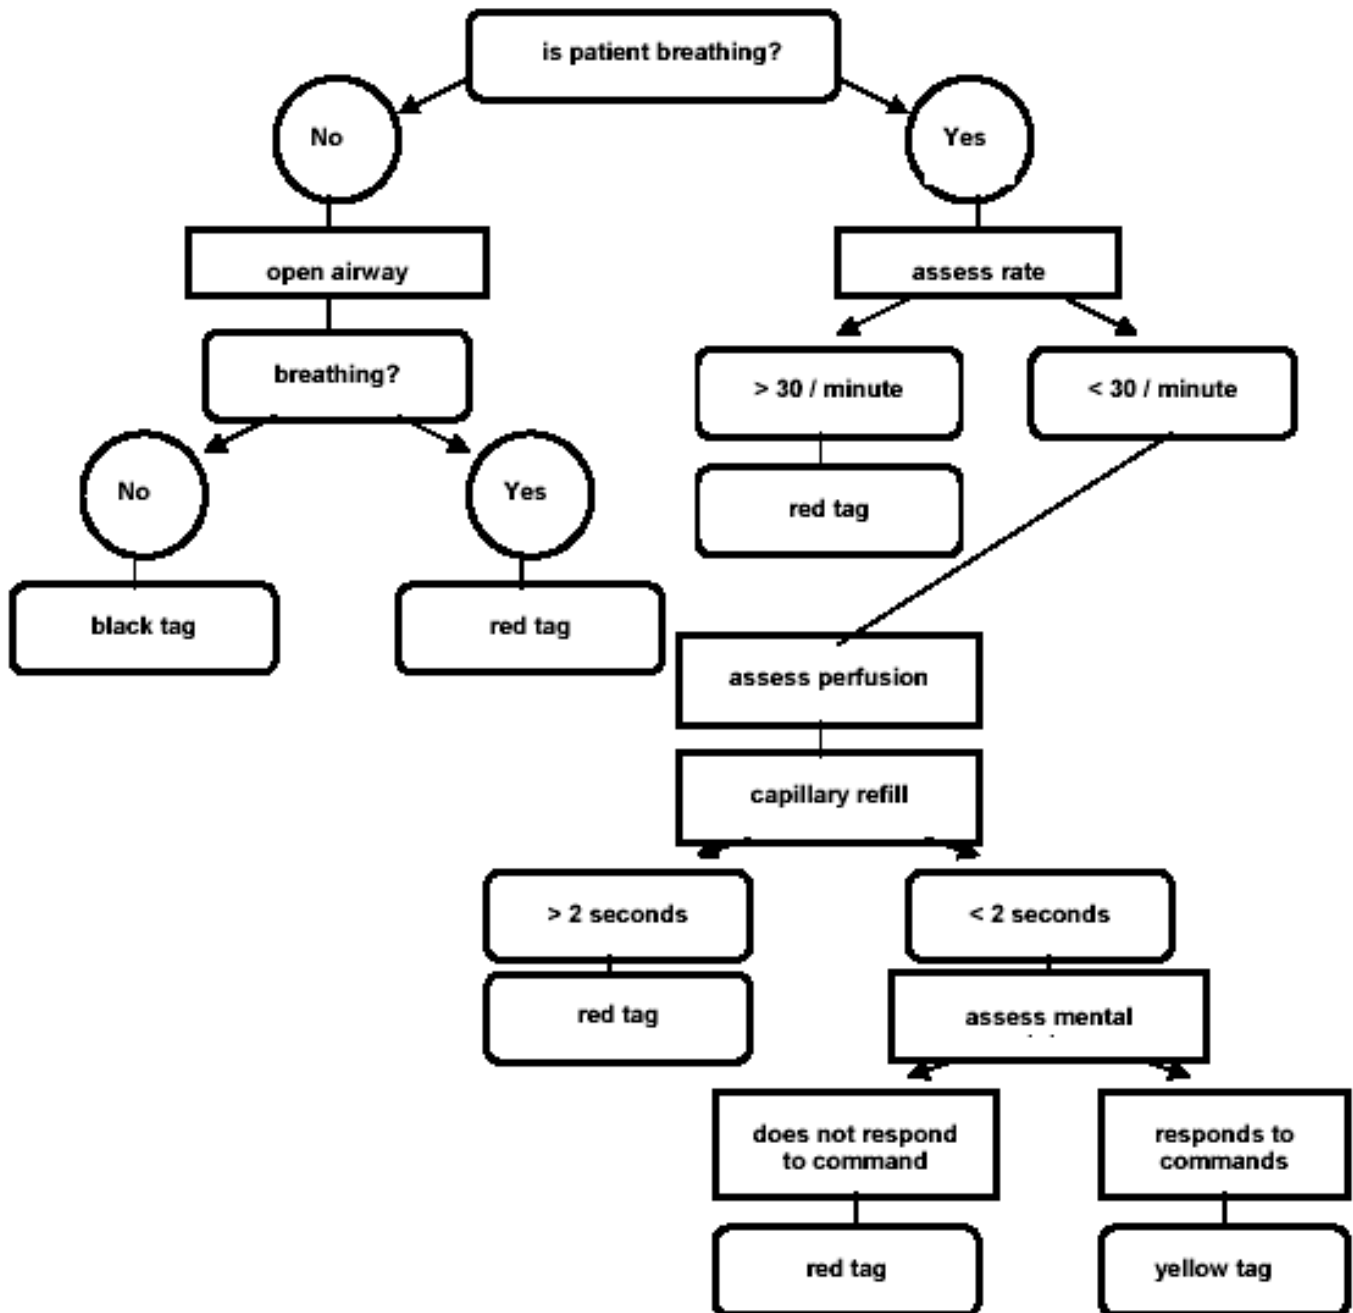 is patient breathing?
No
Yes
open airway
assess rate
breathing?
> 30 / minute
< 30 / minute
No
Yes
red tag
black tag
red tag
assess perfusion
capillary refill
> 2 seconds
< 2 seconds
red tag
assess mental
does not respond
to command
responds to
commands
red tag
yellow tag